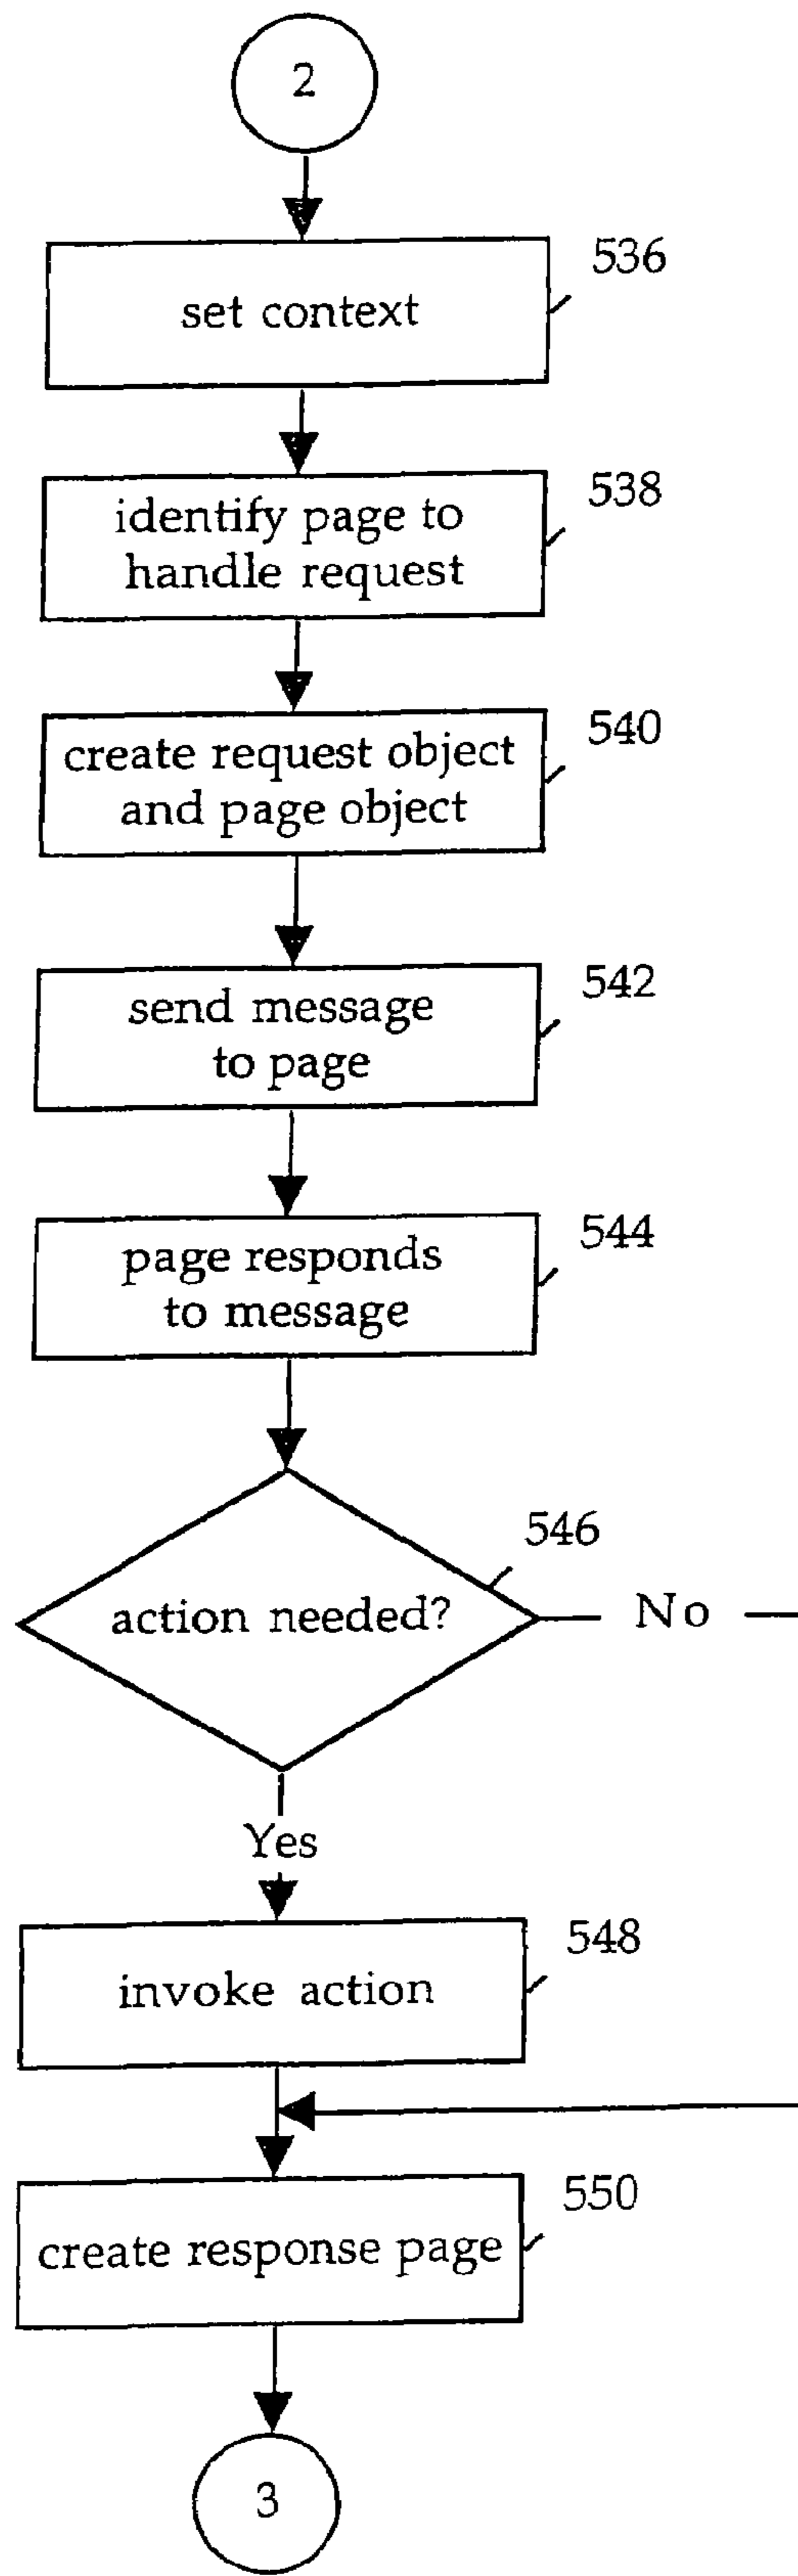 2
536
set context
538
identify page to
handle request
540
create request object
and page object
542
send message
to page
544
page responds
to message
546
action needed?
No
Yes
548
invoke action
550
create response page
3